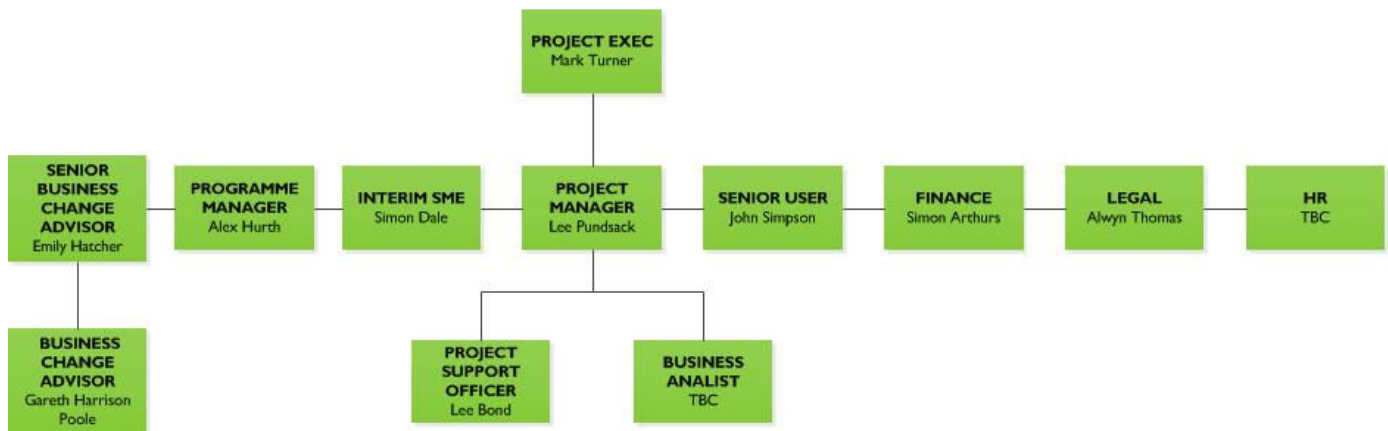 PROJECT EXEC
Mark Turner
SENIOR
BUSINESS
CHANGE
ADVISOR
Emily Hatcher
PROGRAMME
MANAGER
Alex Hurth
INTERIM SME
Simon Dale
PROJECT
MANAGER
Lee Pundsack
SENIOR USER
John Simpson
FINANCE
Simon Arthurs
LEGAL
Alwyn Thomas
HR
TBC
BUSINESS
CHANGE
ADVISOR
Gareth Harrison
Poole
PROJECT
SUPPORT
OFFICER
Lee Bond
BUSINESS
ANALIST
TBC